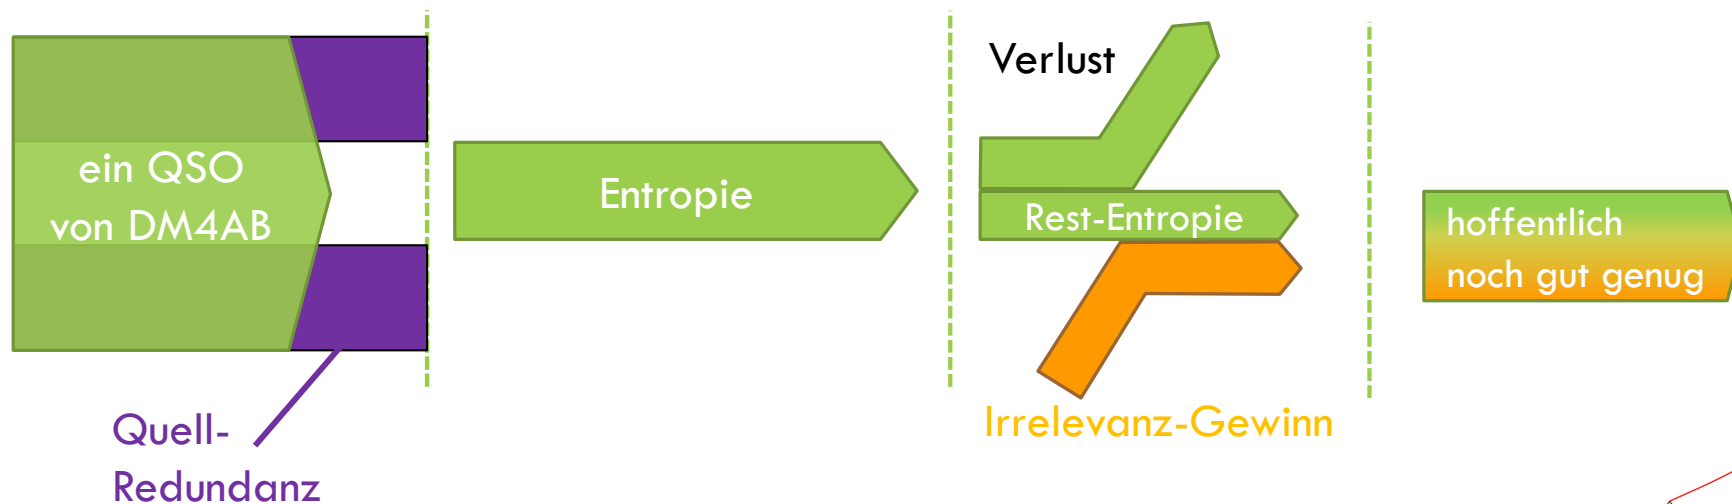 ein QSO
von DM4AB
Quell-
Redundanz
Entropie
Verlust
Rest-Entropie
Irrelevanz-Gewinn
hoffentlich
noch gut genug